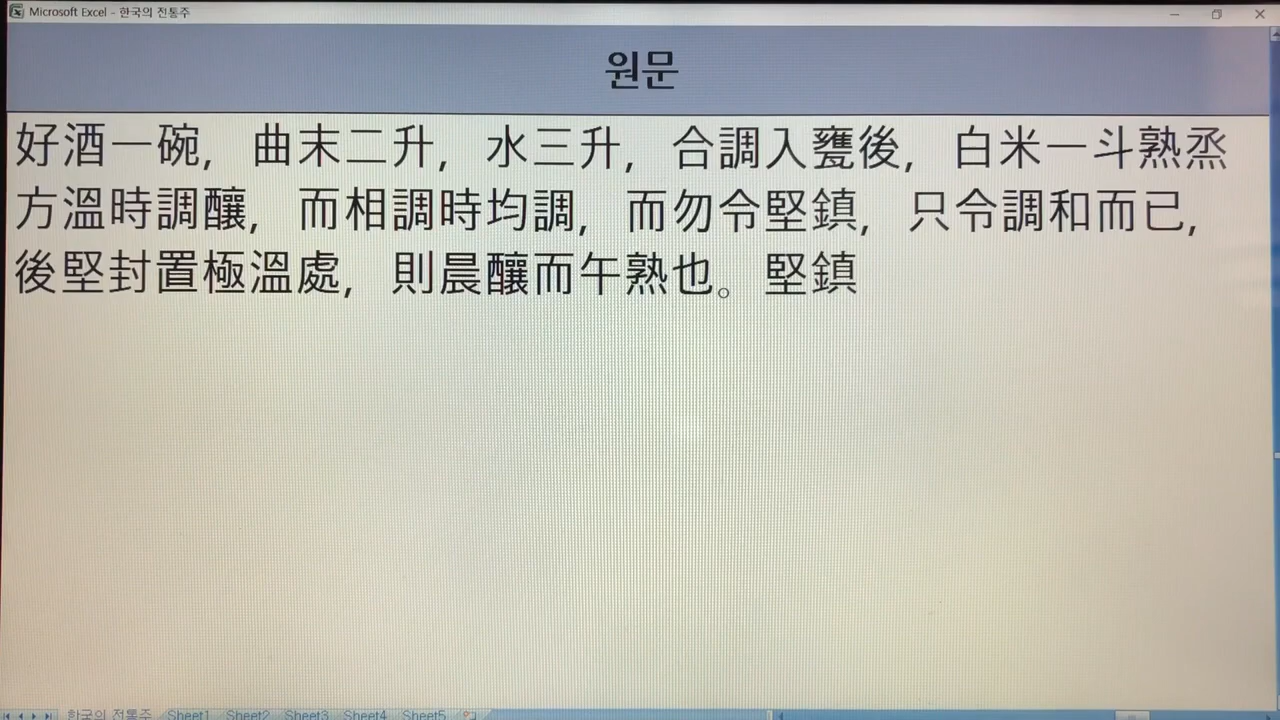 Microsoft Excel - 한국의 전통주
원문
好酒一碗, 曲末二升, 水三升, 合調入甕後, 白米一斗熟烝
方溫時調釀, 而相調時均調, 而勿令堅鎮, 只令調和而已,
後堅封置極溫處, 則晨釀而午熟也。堅鎮
한국의 전통주 Sheet1 Sheet2 Sheet3 Sheet4 Sheet5